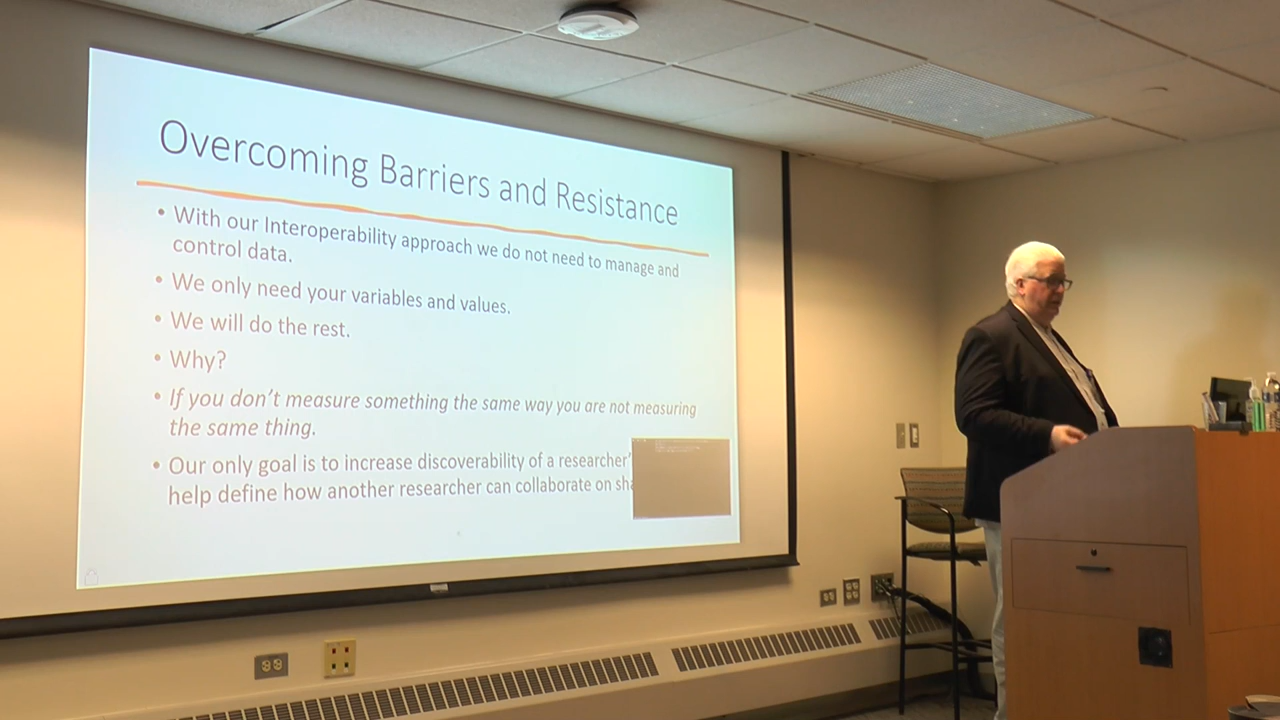 Overcoming Barriers and Resistance
• With our Interoperability approach we do not need to manage and
control data.
• We only need your variables and values.
• We will do the rest.
• Why?
• If you don't measure something the same way you are not measuring
the same thing.
• Our only goal is to increase discoverability of a researcher'
help define how another researcher can collaborate on